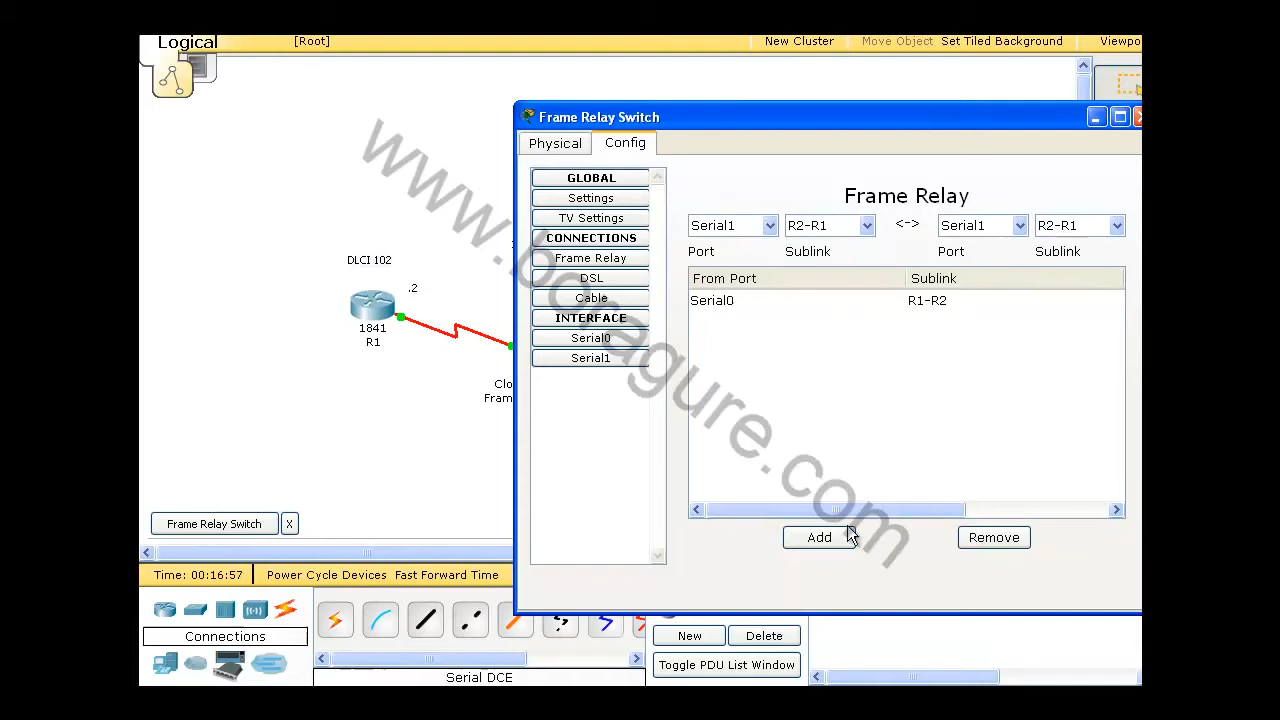 Logical
[Root]
New Cluster
Move Object
Set Tiled Background
Viewpo
Frame Relay Switch
Physical
Config
GLOBAL
Settings
TV Settings
CONNECTIONS
Frame Relay
DSL
Cable
INTERFACE
Serial0
Serial1
Frame Relay
Serial1
R2-R1
<->
Serial1
R2-R1
Port
Sublink
Port
Sublink
From Port
Sublink
Serial0
R1-R2
Add
Remove
DLCI 102
.2
1841
R1
Clo
Fram
www.boragure.com
Frame Relay Switch
X
Time: 00:16:57
Power Cycle Devices
Fast Forward Time
Connections
Serial DCE
New
Delete
Toggle PDU List Window